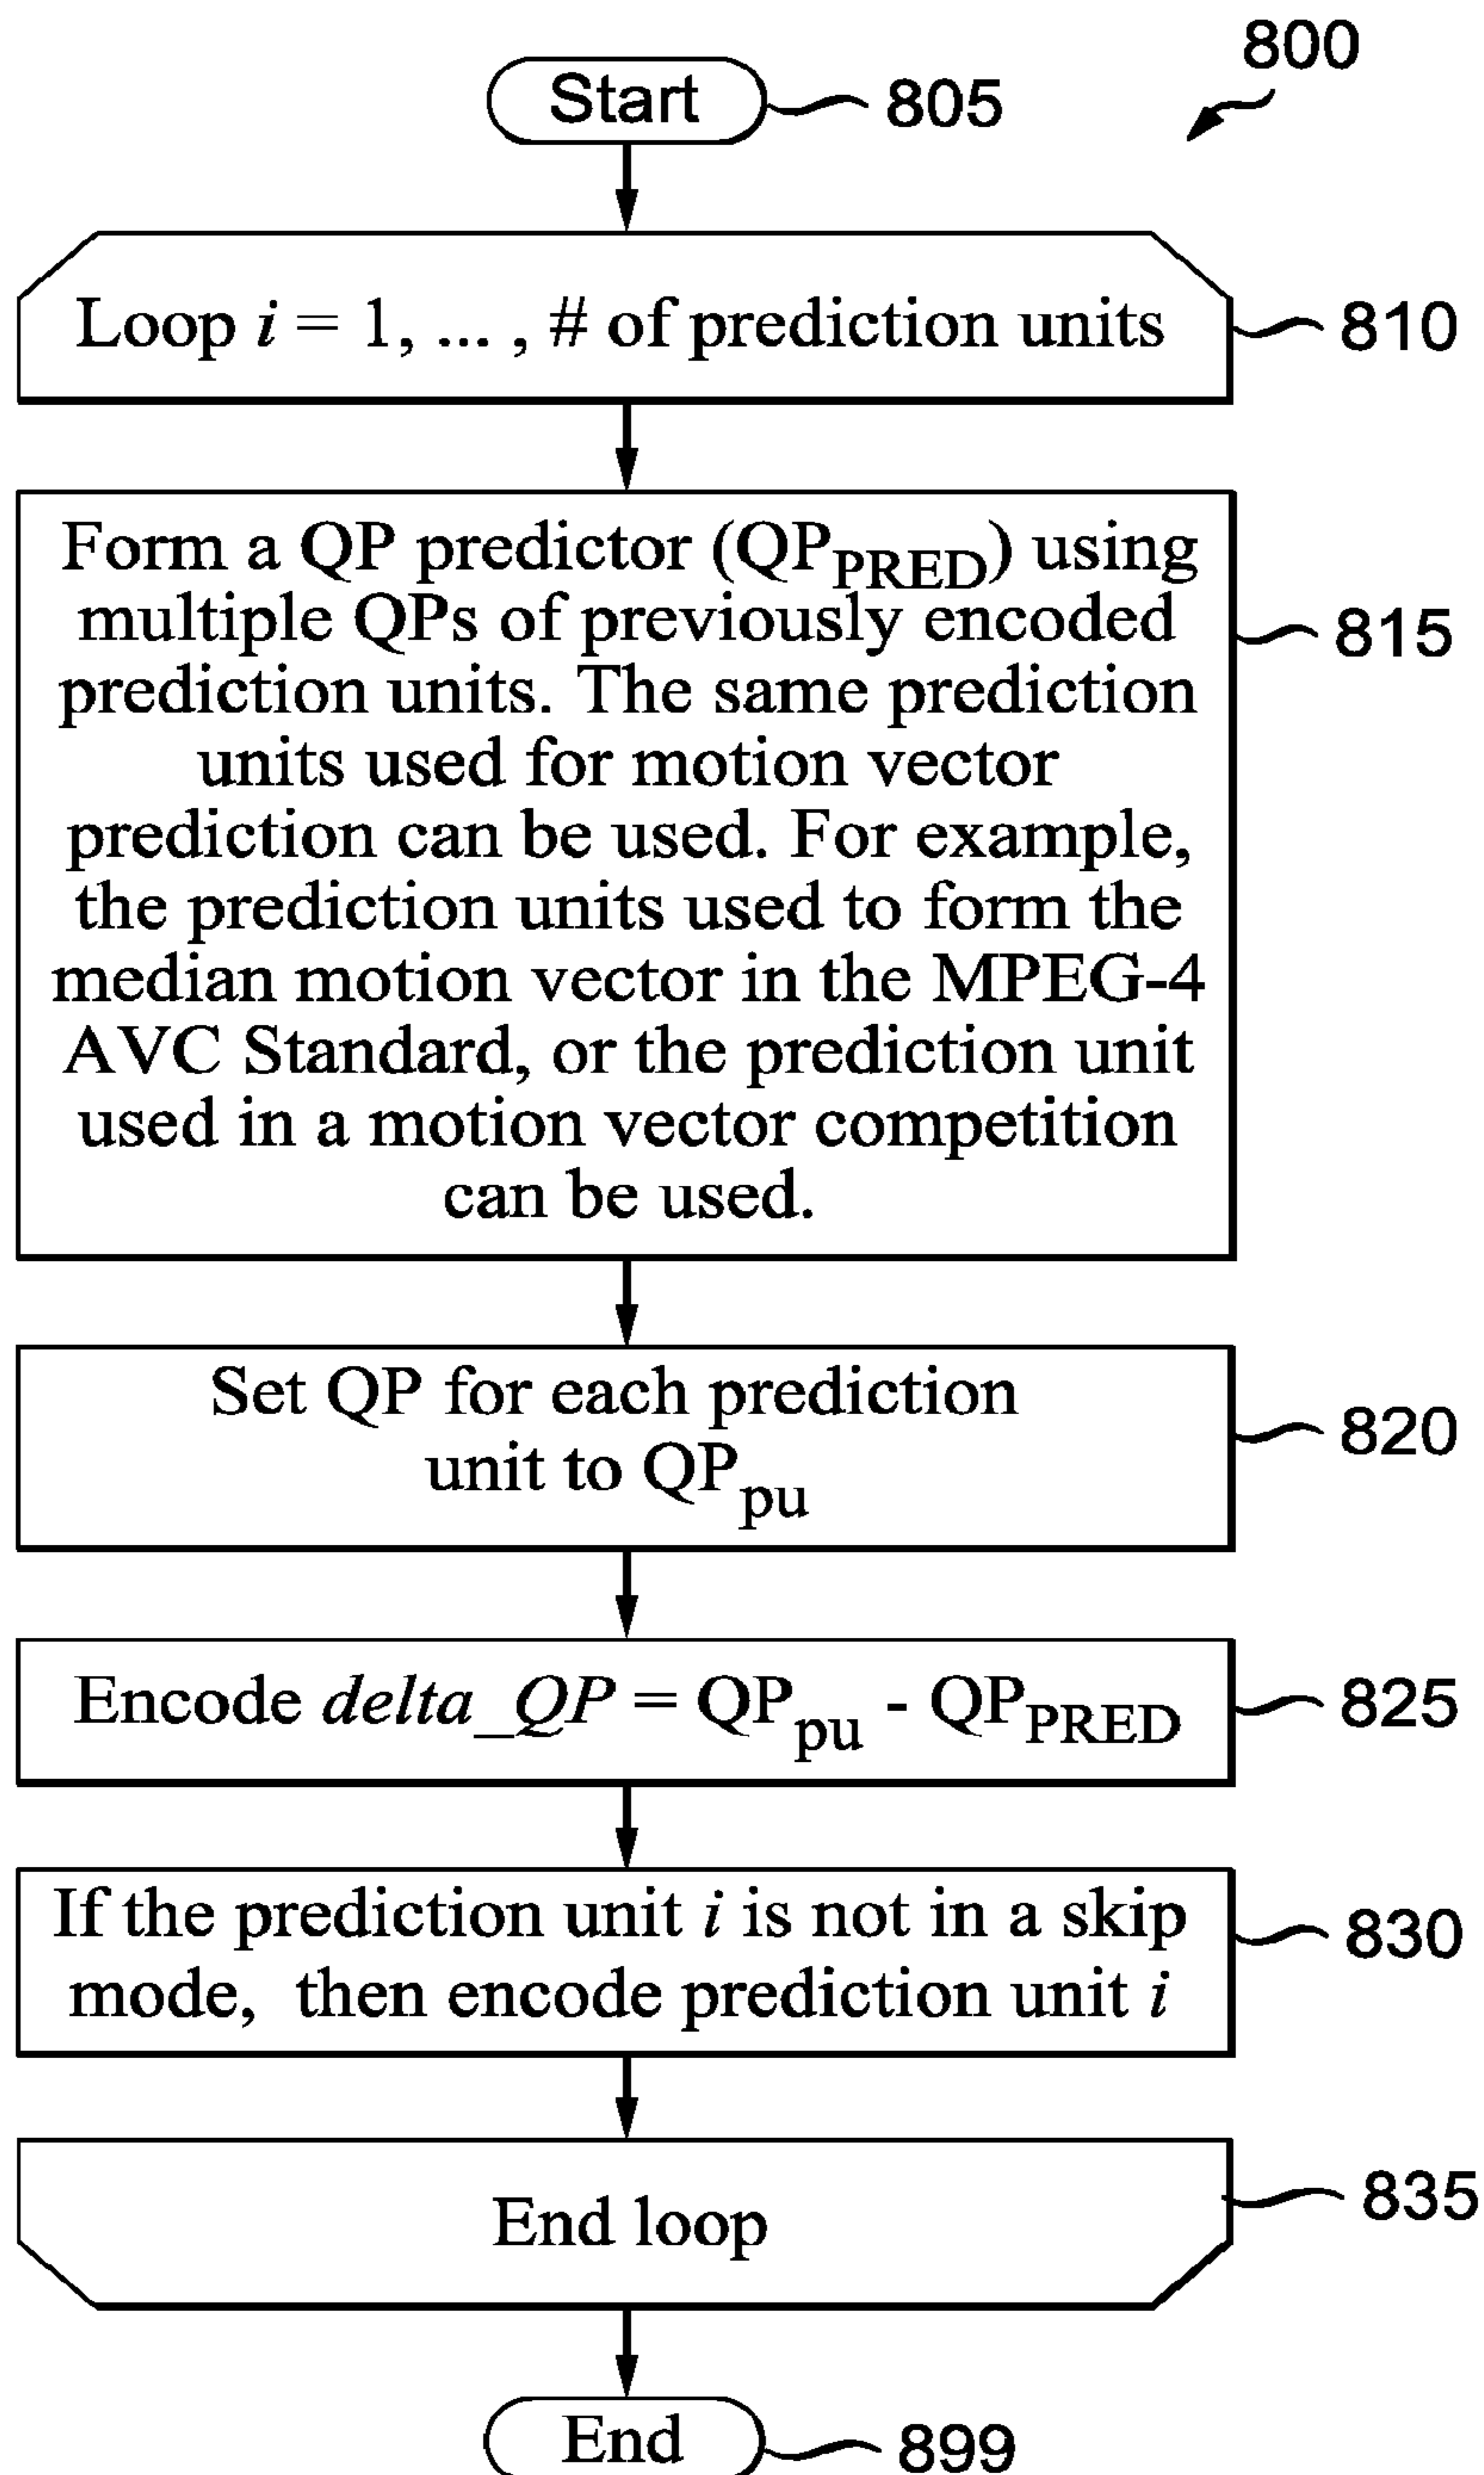 800
Start
805
Loop i = 1, ... , # of prediction units
810
Form a QP predictor (QP_PRED) using
multiple QPs of previously encoded
prediction units. The same prediction
units used for motion vector
prediction can be used. For example,
the prediction units used to form the
median motion vector in the MPEG-4
AVC Standard, or the prediction unit
used in a motion vector competition
can be used.
815
Set QP for each prediction
unit to QP_pu
820
Encode delta_QP = QP_pu - QP_PRED
825
If the prediction unit i is not in a skip
mode, then encode prediction unit i
830
End loop
835
End
899